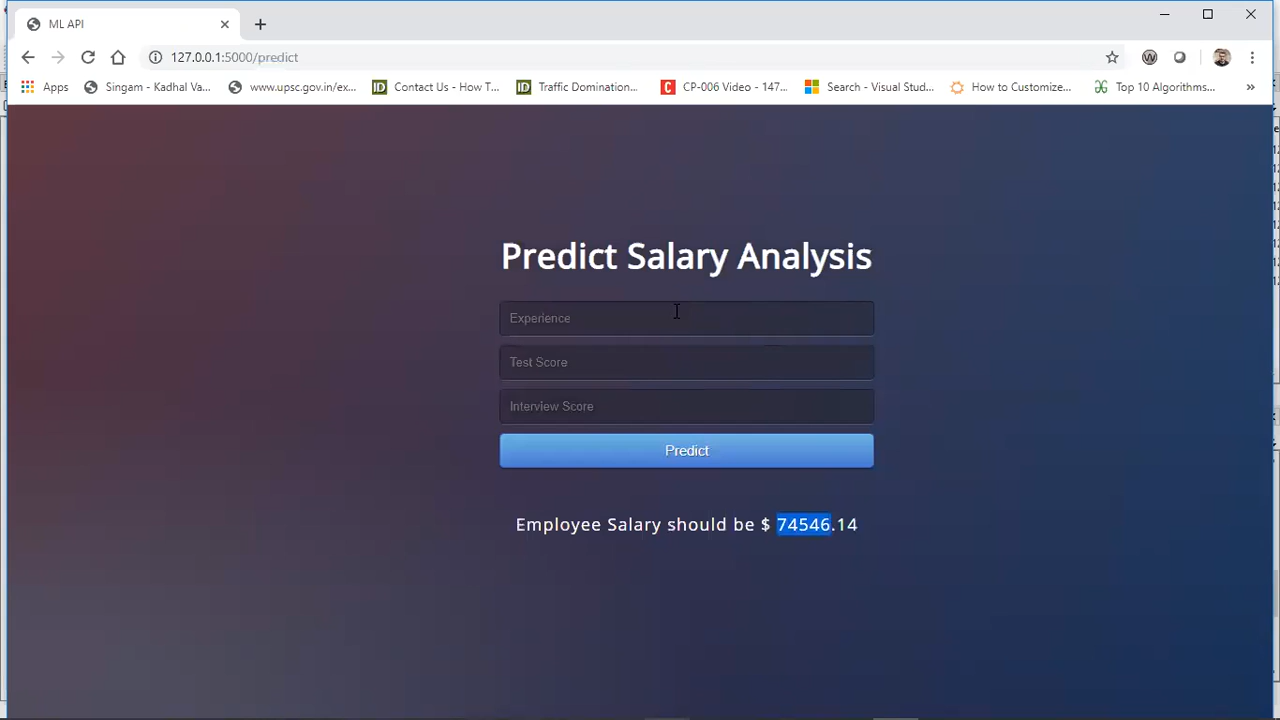 ML API
127.0.0.1:5000/predict
Apps
Singam - Kadhal Va...
www.upsc.gov.in/ex...
ID Contact Us - How T...
ID Traffic Domination...
C CP-006 Video - 147...
Search - Visual Stud...
How to Customize...
Top 10 Algorithms...
»
Predict Salary Analysis
Experience
Test Score
Interview Score
Predict
Employee Salary should be $ 74546.14